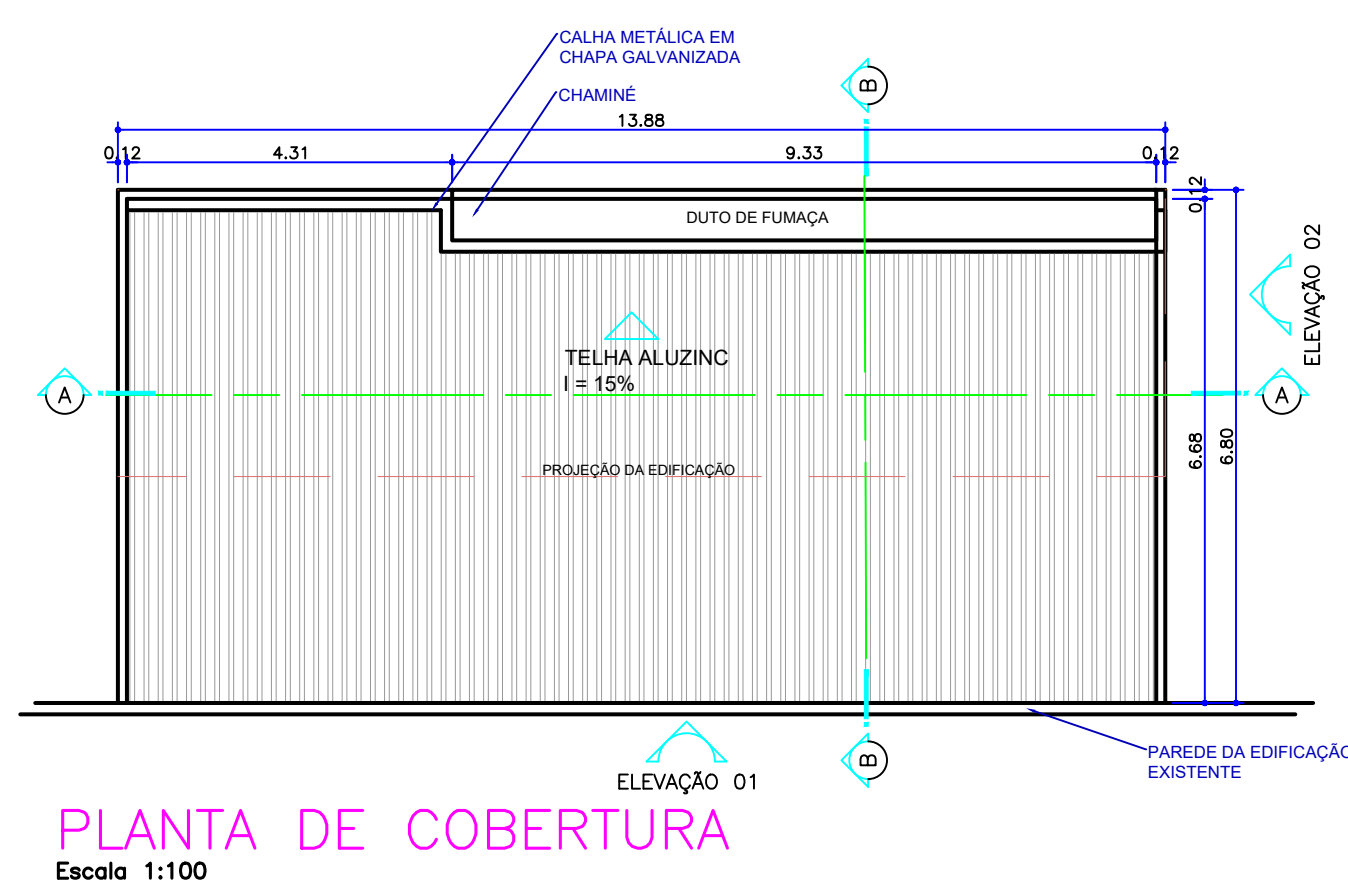 CALHA METÁLICA EM
CHAPA GALVANIZADA
CHAMINÉ
B
13.88
0.12
4.31
9.33
0.12
0.12
DUTO DE FUMAÇA
ELEVAÇÃO 02
TELHA ALUZINC
I = 15%
A
A
6.68
6.80
PROJEÇÃO DA EDIFICAÇÃO
PAREDE DA EDIFICAÇÃO
EXISTENTE
B
ELEVAÇÃO 01
PLANTA DE COBERTURA
Escala 1:100